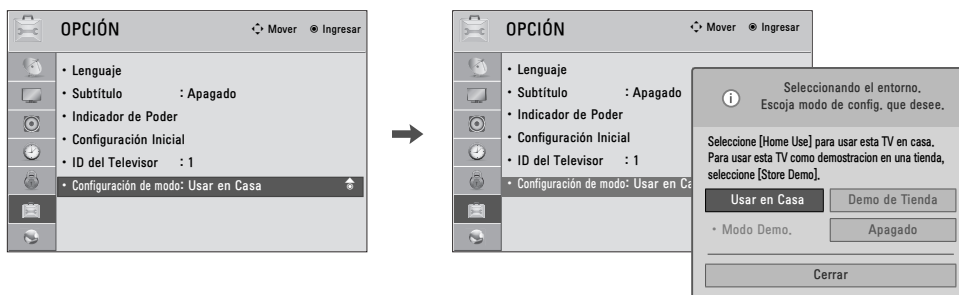 OPCIÓN Mover Ingresar
• Lenguaje
• Subtítulo : Apagado
• Indicador de Poder
• Configuración Inicial
• ID del Televisor : 1
• Configuración de modo: Usar en Casa
OPCIÓN Mover Ingresar
• Lenguaje
• Subtítulo : Apagado
• Indicador de Poder
• Configuración Inicial
• ID del Televisor : 1
• Configuración de modo: Usar en Ca
Seleccionando el entorno.
Escoja modo de config. que desee.
Seleccione [Home Use] para usar esta TV en casa.
Para usar esta TV como demostracion en una tienda,
seleccione [Store Demo].
Usar en Casa Demo de Tienda
• Modo Demo. Apagado
Cerrar